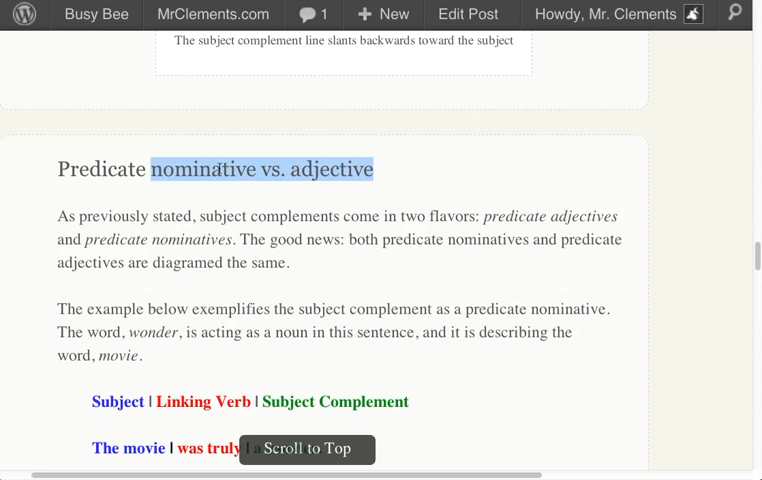 Busy Bee MrClements.com 1 New Edit Post Howdy, Mr. Clements
The subject complement line slants backwards toward the subject
Predicate nominative vs. adjective
As previously stated, subject complements come in two flavors: predicate adjectives
and predicate nominatives. The good news: both predicate nominatives and predicate
adjectives are diagramed the same.
The example below exemplifies the subject complement as a predicate nominative.
The word, wonder, is acting as a noun in this sentence, and it is describing the
word, movie.
Subject | Linking Verb | Subject Complement
The movie | was truly |
Scroll to Top